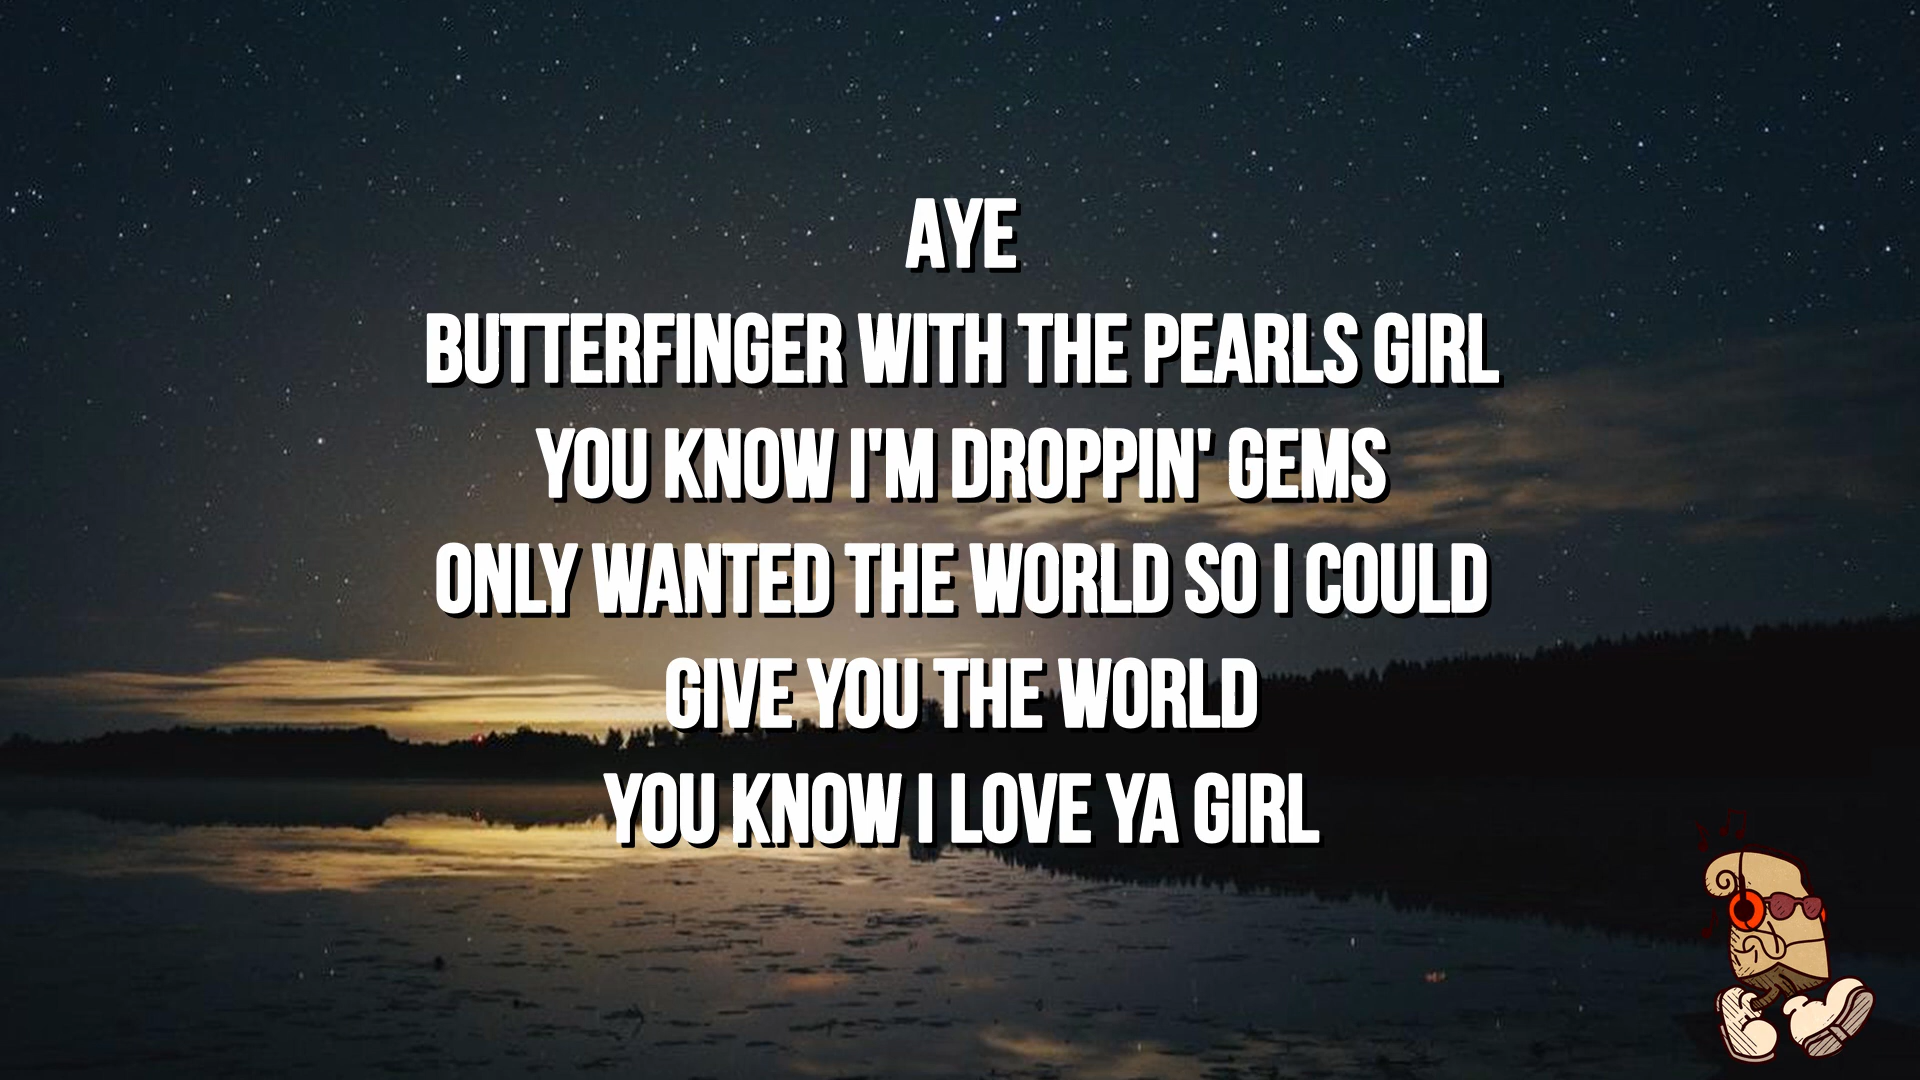 AYE
BUTTERFINGER WITH THE PEARLS GIRL
YOU KNOW I'M DROPPIN' GEMS
ONLY WANTED THE WORLD SO I COULD
GIVE YOU THE WORLD
YOU KNOW I LOVE YA GIRL